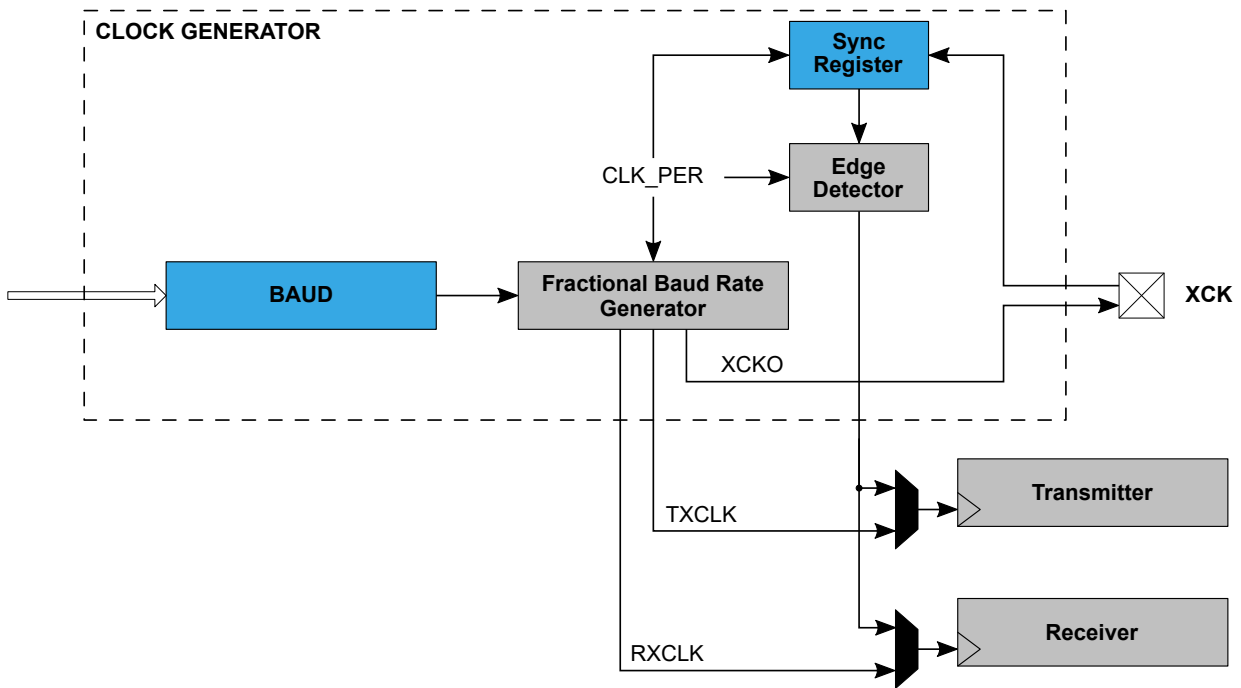 CLOCK GENERATOR
Sync
Register
CLK_PER
Edge
Detector
BAUD
Fractional Baud Rate
Generator
XCK
XCKO
TXCLK
Transmitter
RXCLK
Receiver